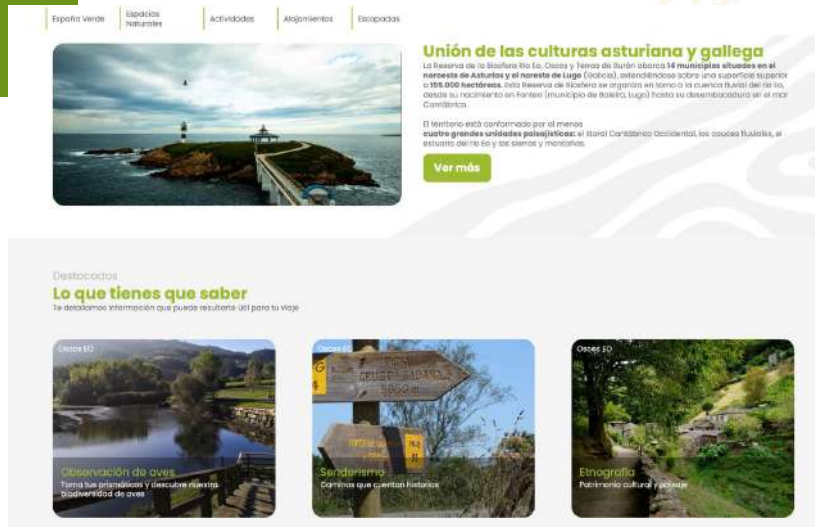 España Verde
Espacios
Naturales
Actividades
Alojamientos
Escapadas
Unión de las culturas asturiana y gallega
La Reserva de la Biosfera Río Eo, Oscos y Terras de Burón abarca 14 municipios situados en el
noroeste de Asturias y el noreste de Lugo (Galicia), extendiéndose sobre una superficie superior
a 155.000 hectáreas. Esta Reserva de Biosfera se organiza en torno a la cuenca fluvial del río Eo,
desde su nacimiento en Fonteo (municipio de Baleira, Lugo) hasta su desembocadura en el mar
Cantábrico.
El territorio está conformado por al menos
cuatro grandes unidades paisajísticas: el litoral Cantábrico Occidental, los cauces fluviales, el
estuario del río Eo y las sierras y montañas.
Ver más
Destacados
Lo que tienes que saber
Te detallamos información que puede resultarte útil para tu viaje
Oscos EO
Observación de aves
Toma tus prismáticos y descubre nuestra
biodiversidad de aves
Oscos EO
Senderismo
Caminos que cuentan historias
Oscos EO
Etnografía
Patrimonio cultural y paisaje